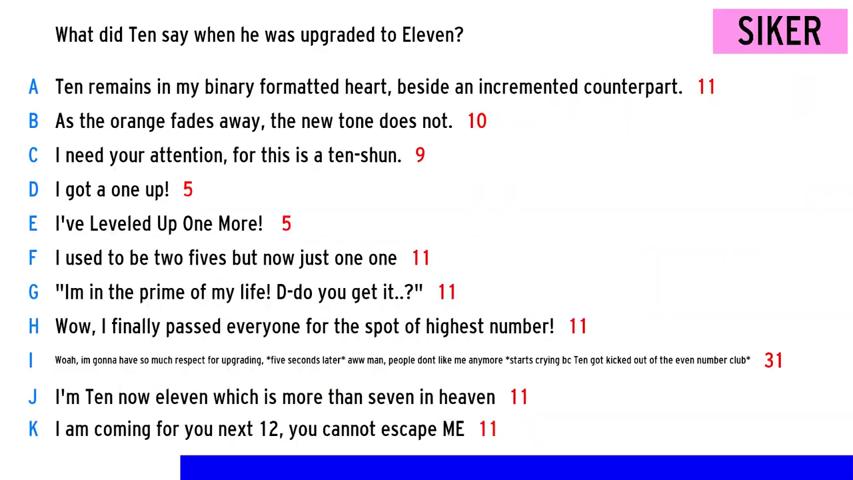 What did Ten say when he was upgraded to Eleven?
SIKER
A Ten remains in my binary formatted heart, beside an incremented counterpart. 11
B As the orange fades away, the new tone does not. 10
C I need your attention, for this is a ten-shun. 9
D I got a one up! 5
E I've Leveled Up One More! 5
F I used to be two fives but now just one one 11
G "Im in the prime of my life! D-do you get it..?" 11
H Wow, I finally passed everyone for the spot of highest number! 11
I Woah, im gonna have so much respect for upgrading, *five seconds later* aww man, people dont like me anymore *starts crying bc Ten got kicked out of the even number club* 31
J I'm Ten now eleven which is more than seven in heaven 11
K I am coming for you next 12, you cannot escape ME 11